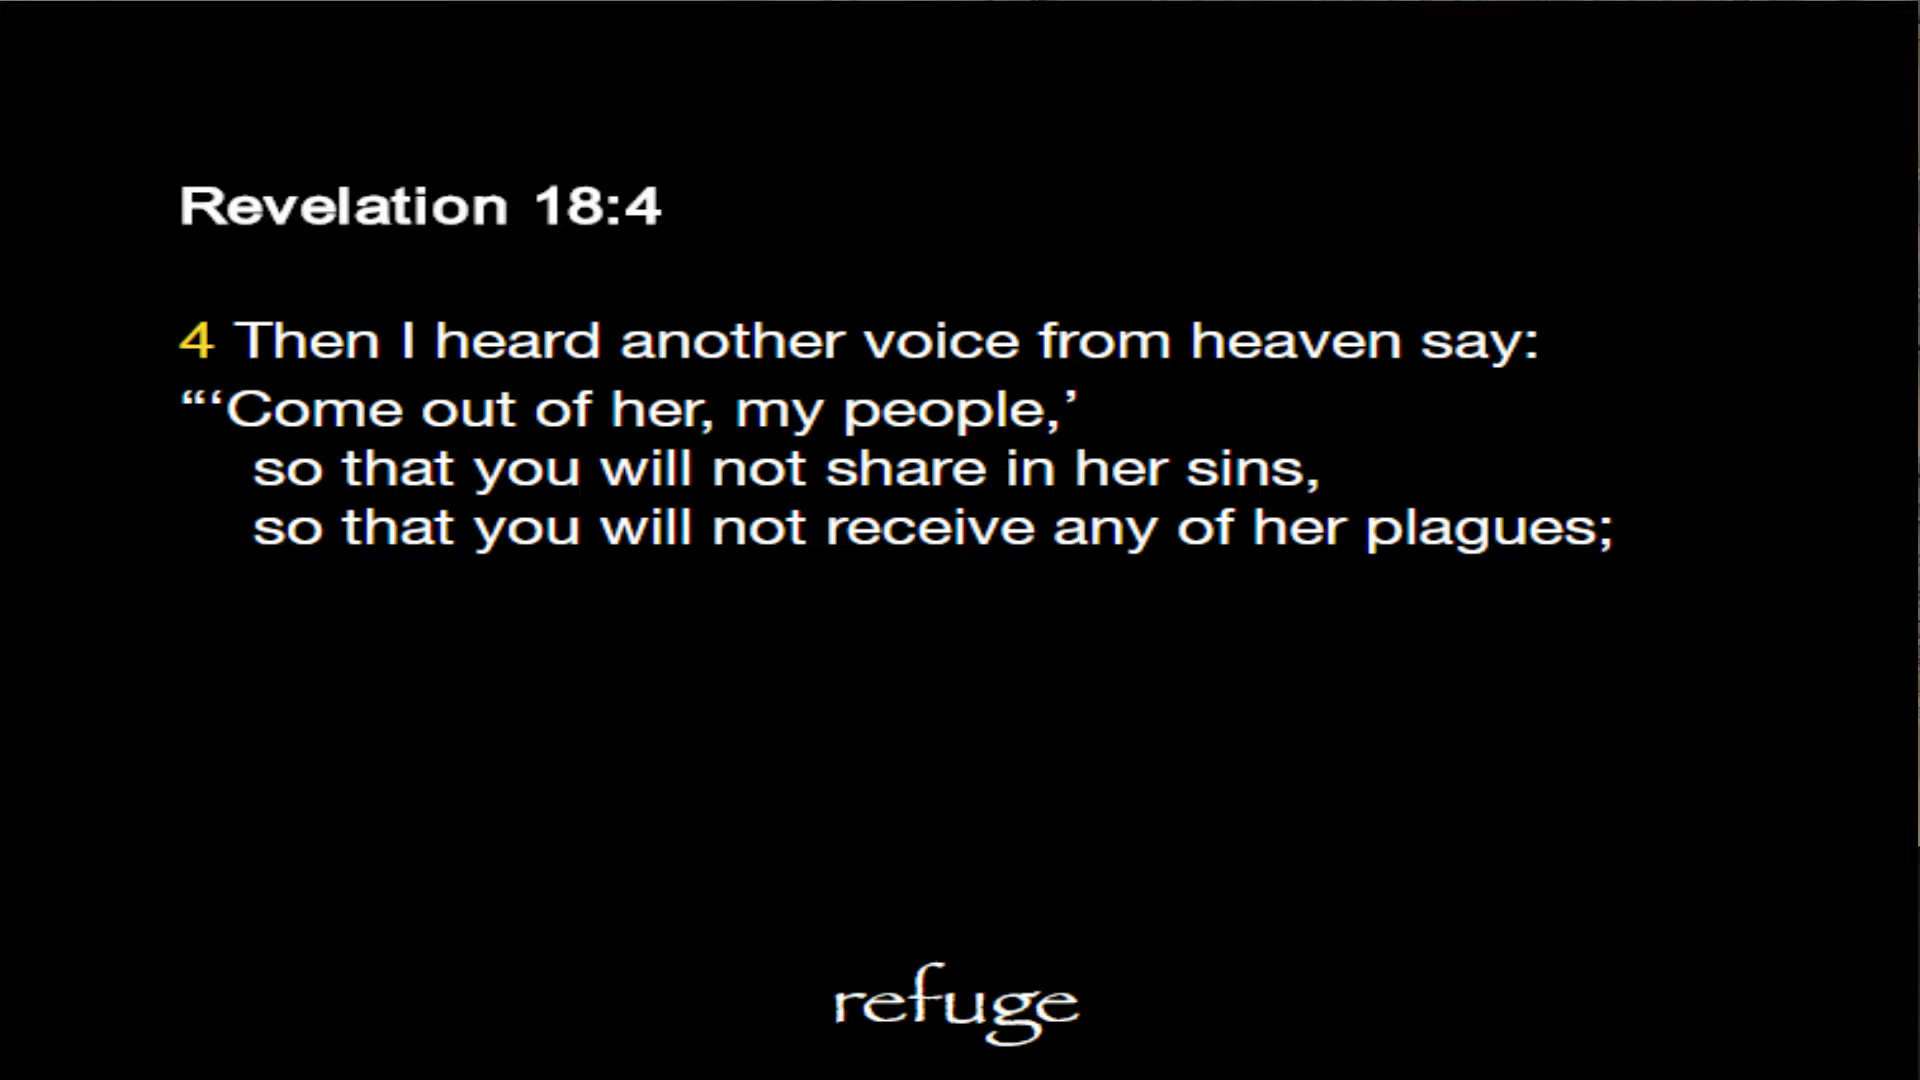 Revelation 18:4
4 Then I heard another voice from heaven say:
“‘Come out of her, my people,’
so that you will not share in her sins,
so that you will not receive any of her plagues;
refuge